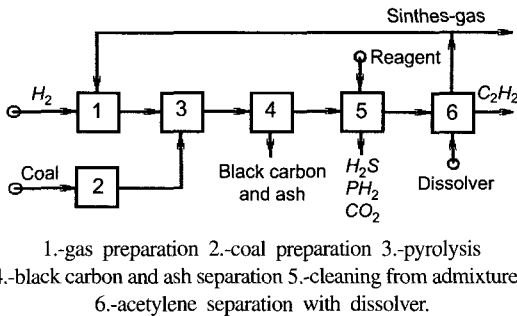 Sinthes-gas
Reagent
H2
C2H2
1
3
4
5
6
Coal
2
Black carbon
and ash
H2S
PH2
CO2
Dissolver
1.-gas preparation 2.-coal preparation 3.-pyrolysis
4.-black carbon and ash separation 5.-cleaning from admixture
6.-acetylene separation with dissolver.